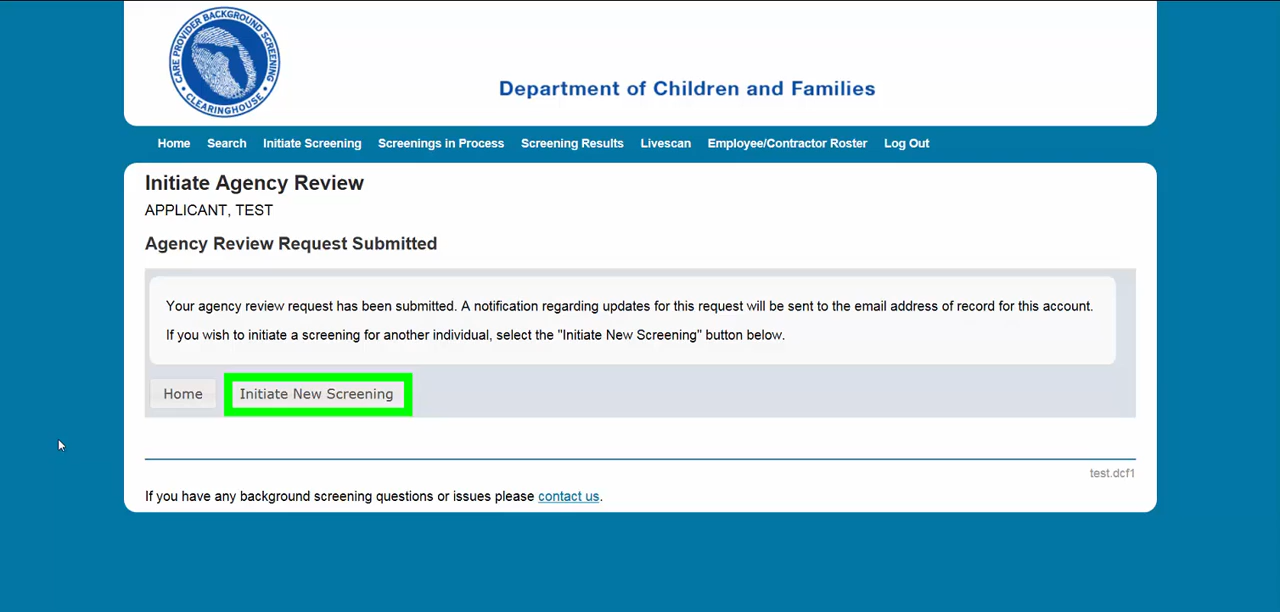 CARE PROVIDER BACKGROUND SCREENING
• CLEARINGHOUSE •
Department of Children and Families
Home Search Initiate Screening Screenings in Process Screening Results Livescan Employee/Contractor Roster Log Out
Initiate Agency Review
APPLICANT, TEST
Agency Review Request Submitted
Your agency review request has been submitted. A notification regarding updates for this request will be sent to the email address of record for this account.
If you wish to initiate a screening for another individual, select the "Initiate New Screening" button below.
Home Initiate New Screening
test.dcf1
If you have any background screening questions or issues please contact us.